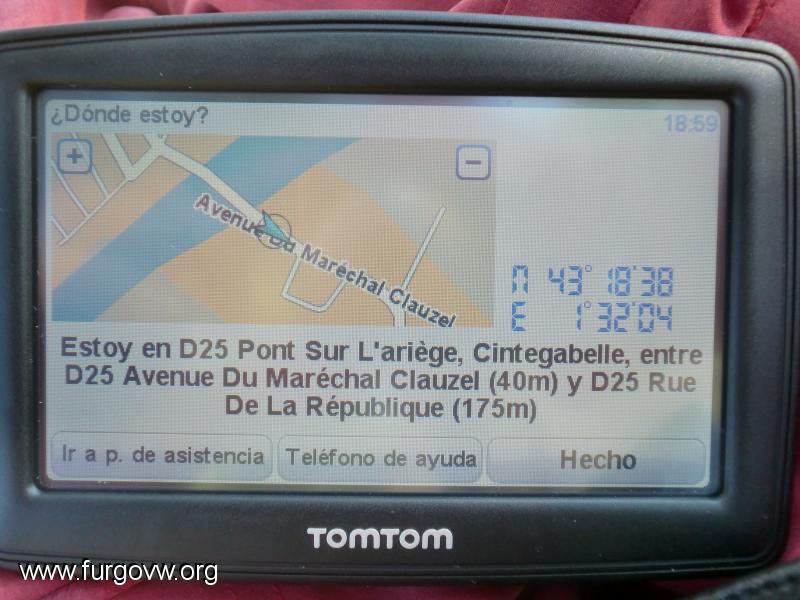 ¿Dónde estoy?
18:59
+
−
Avenue Du Maréchal Clauzel
N 43°18'38
E 1°32'04
Estoy en D25 Pont Sur L'ariège, Cintegabelle, entre
D25 Avenue Du Maréchal Clauzel (40m) y D25 Rue
De La République (175m)
Ir a p. de asistencia
Teléfono de ayuda
Hecho
TOMTOM
www.furgovw.org